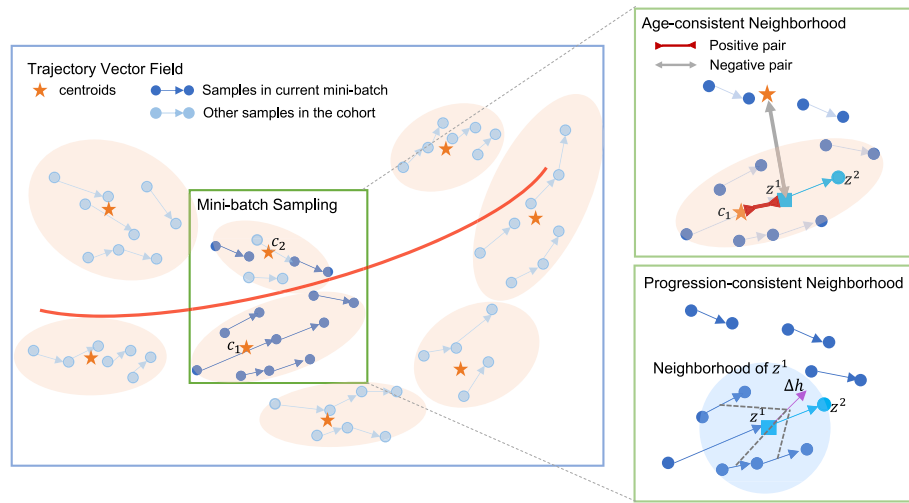 Trajectory Vector Field
centroids
Samples in current mini-batch
Other samples in the cohort
Mini-batch Sampling
c₂
c₁
Age-consistent Neighborhood
Positive pair
Negative pair
z¹
z²
c₁
Progression-consistent Neighborhood
Neighborhood of z¹
Δh
z¹
z²